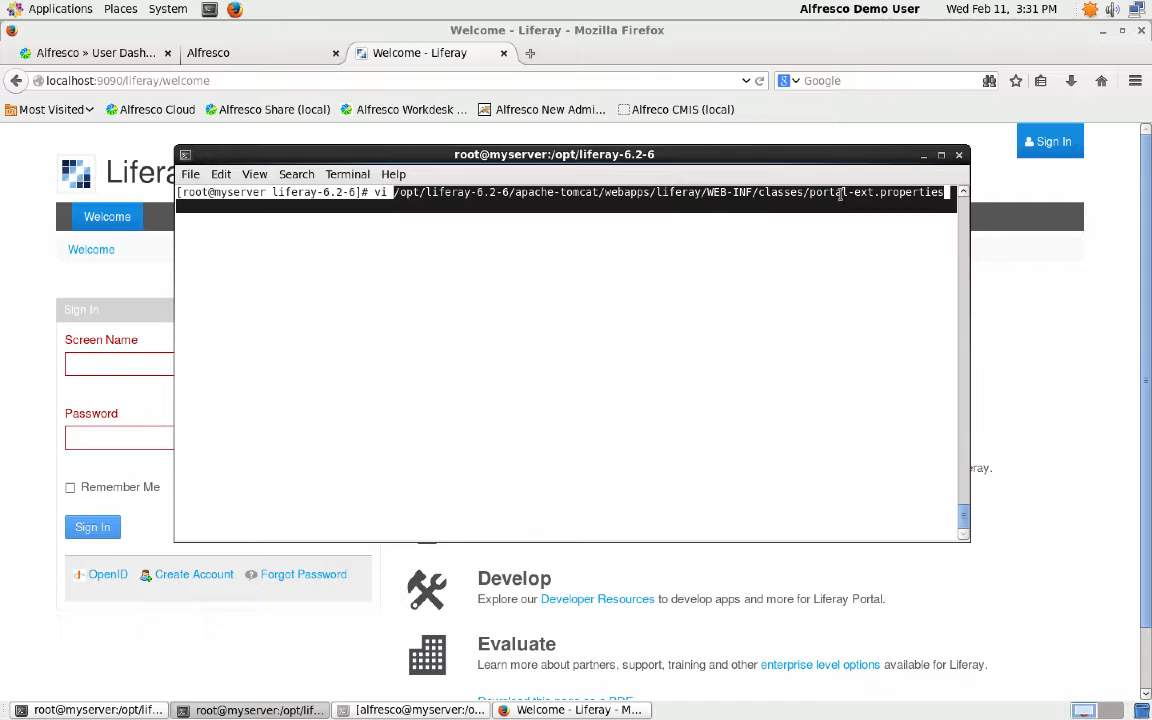 Applications Places System Alfresco Demo User Wed Feb 11, 3:31 PM
Welcome - Liferay - Mozilla Firefox
Alfresco » User Dash... × Alfresco × Welcome - Liferay ×
localhost:9090/liferay/welcome Google
Most Visited Alfresco Cloud Alfresco Share (local) Alfresco Workdesk ... Alfresco New Admi... Alfreco CMIS (local)
Sign In
Lifer
root@myserver:/opt/liferay-6.2-6
File Edit View Search Terminal Help
[root@myserver liferay-6.2-6]# vi /opt/liferay-6.2-6/apache-tomcat/webapps/liferay/WEB-INF/classes/portal-ext.properties
Welcome
Welcome
Sign In
Screen Name
Password
Remember Me
Sign In
OpenID Create Account Forgot Password
ay.
Develop
Explore our Developer Resources to develop apps and more for Liferay Portal.
Evaluate
Learn more about partners, support, training and other enterprise level options available for Liferay.
Download this page as a PDF
root@myserver:/opt/lif... root@myserver:/opt/lif... [alfresco@myserver:/o... Welcome - Liferay - M...